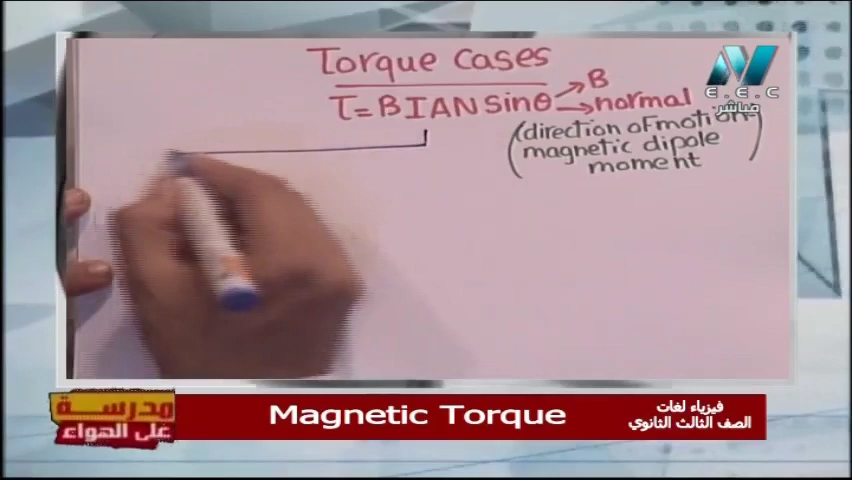 Torque Cases
τ = BIAN sinθ → B
→ normal
(direction of motion
magnetic dipole
moment)
E.E.C
مباشر
مدرسة
على الهواء
Magnetic Torque
فيزياء لغات
الصف الثالث الثانوي